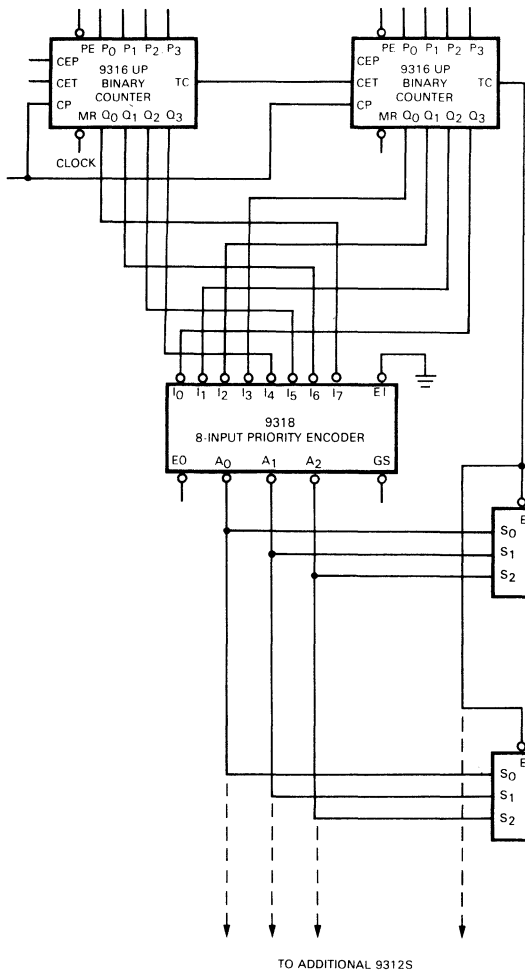 PE P0 P1 P2 P3
CEP
CET
CP
9316 UP
BINARY
COUNTER
TC
MR Q0 Q1 Q2 Q3
PE P0 P1 P2 P3
CEP
CET
CP
9316 UP
BINARY
COUNTER
TC
MR Q0 Q1 Q2 Q3
CLOCK
I0 I1 I2 I3 I4 I5 I6 I7 EI
9318
8-INPUT PRIORITY ENCODER
EO A0 A1 A2 GS
E
S0
S1
S2
E
S0
S1
S2
TO ADDITIONAL 9312S